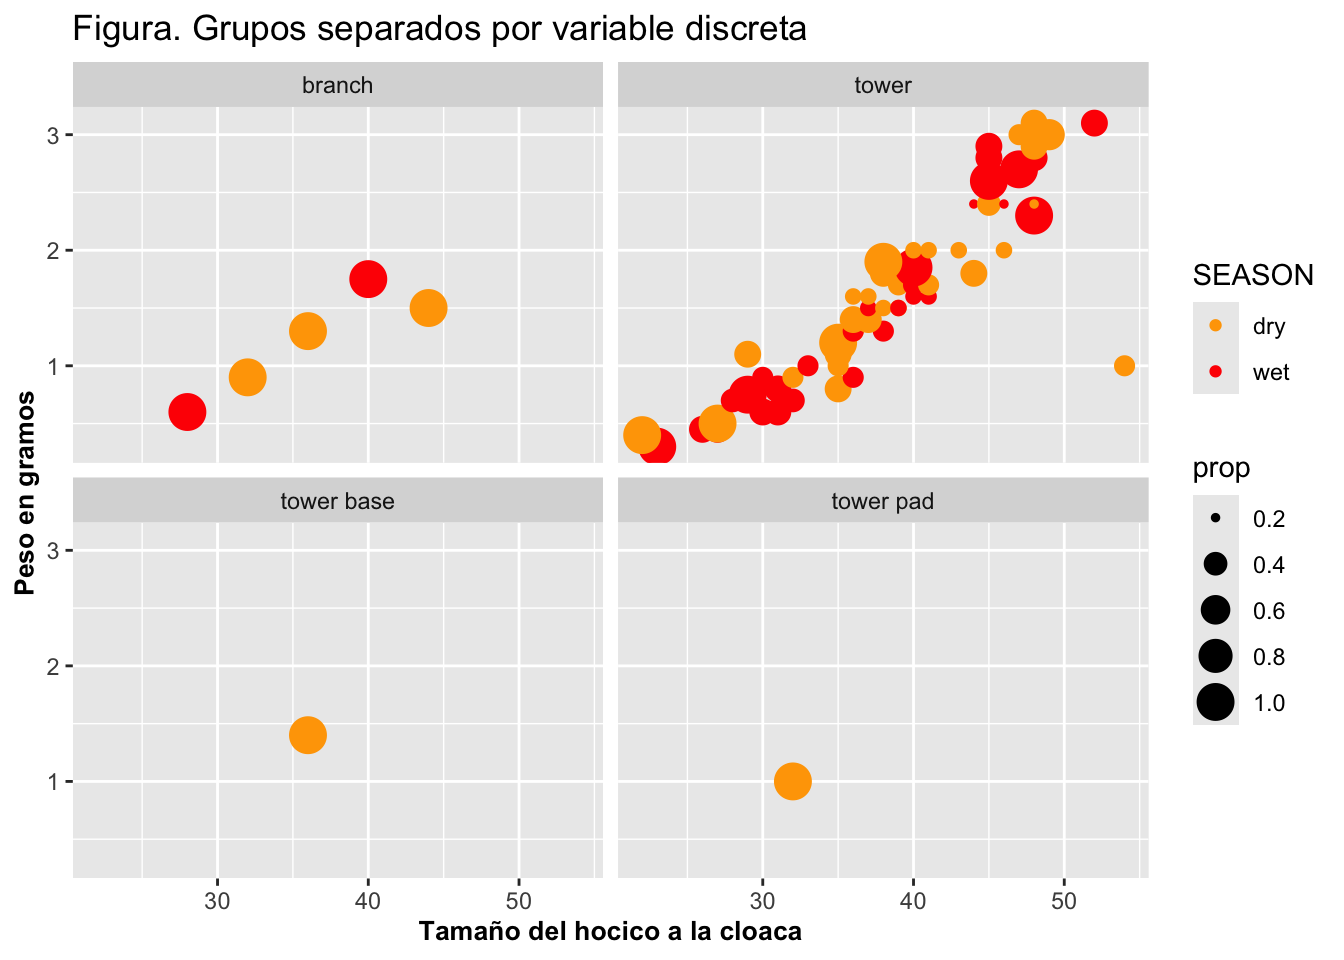 Figura. Grupos separados por variable discreta
branch
tower
3
2
1
tower base
tower pad
3
2
1
30
40
50
30
40
50
Tamaño del hocico a la cloaca
Peso en gramos
SEASON
dry
wet
prop
0.2
0.4
0.6
0.8
1.0